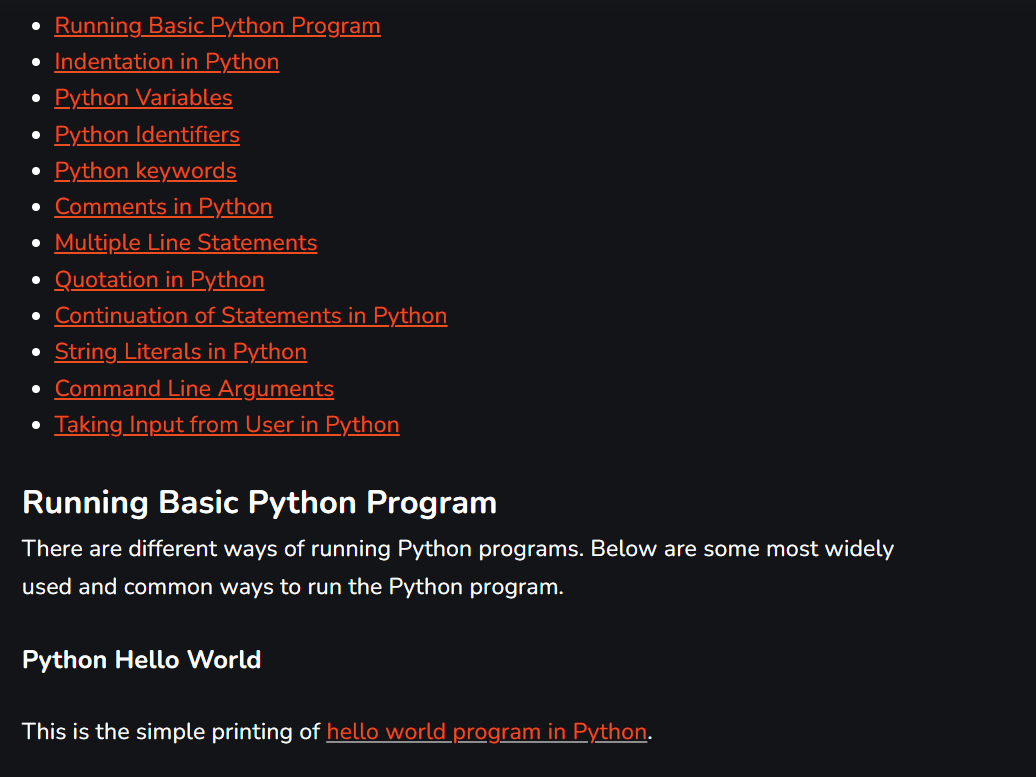 Running Basic Python Program
Indentation in Python
Python Variables
Python Identifiers
Python keywords
Comments in Python
Multiple Line Statements
Quotation in Python
Continuation of Statements in Python
String Literals in Python
Command Line Arguments
Taking Input from User in Python
Running Basic Python Program
There are different ways of running Python programs. Below are some most widely
used and common ways to run the Python program.
Python Hello World
This is the simple printing of hello world program in Python.